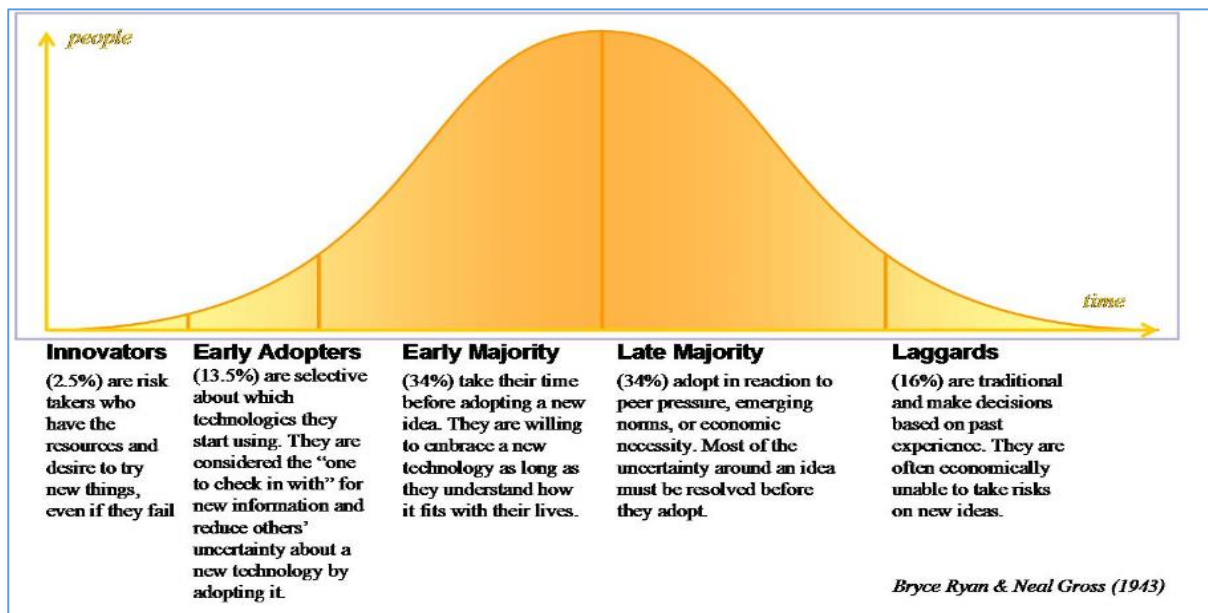 people
time
Innovators
(2.5%) are risk
takers who
have the
resources and
desire to try
new things,
even if they fail
Early Adopters
(13.5%) are selective
about which
technologies they
start using. They are
considered the “one
to check in with” for
new information and
reduce others’
uncertainty about a
new technology by
adopting it.
Early Majority
(34%) take their time
before adopting a new
idea. They are willing
to embrace a new
technology as long as
they understand how
it fits with their lives.
Late Majority
(34%) adopt in reaction to
peer pressure, emerging
norms, or economic
necessity. Most of the
uncertainty around an idea
must be resolved before
they adopt.
Laggards
(16%) are traditional
and make decisions
based on past
experience. They are
often economically
unable to take risks
on new ideas.
Bryce Ryan & Neal Gross (1943)